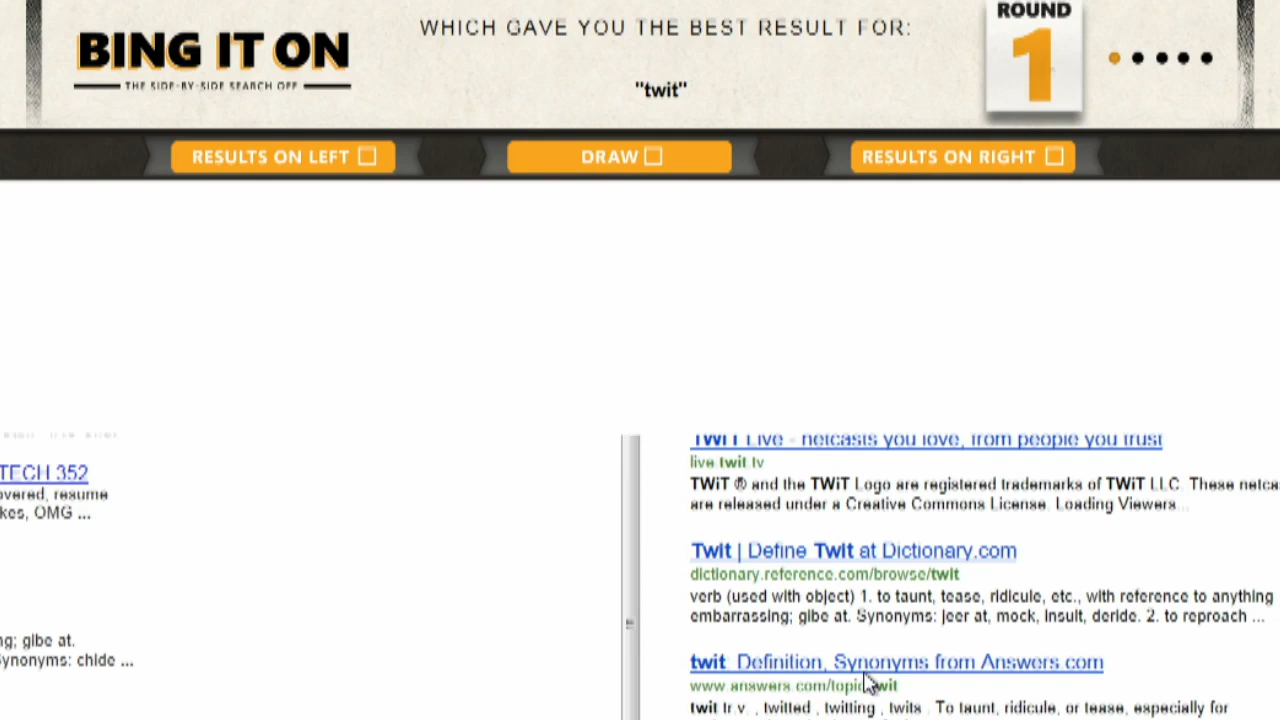 BING IT ON
THE SIDE-BY-SIDE SEARCH OFF
WHICH GAVE YOU THE BEST RESULT FOR:
"twit"
ROUND
1
RESULTS ON LEFT
DRAW
RESULTS ON RIGHT
TECH 352
overed, resume
kes, OMG ...
ng; gibe at.
Synonyms: chide ...
TWiT Live - netcasts you love, from people you trust
live.twit.tv
TWiT ® and the TWiT Logo are registered trademarks of TWiT LLC. These netca
are released under a Creative Commons License. Loading Viewers...
Twit | Define Twit at Dictionary.com
dictionary.reference.com/browse/twit
verb (used with object) 1. to taunt, tease, ridicule, etc., with reference to anything
embarrassing; gibe at. Synonyms: jeer at, mock, insult, deride. 2. to reproach ...
twit: Definition, Synonyms from Answers.com
www.answers.com/topic/twit
twit tr.v. , twitted , twitting , twits . To taunt, ridicule, or tease, especially for